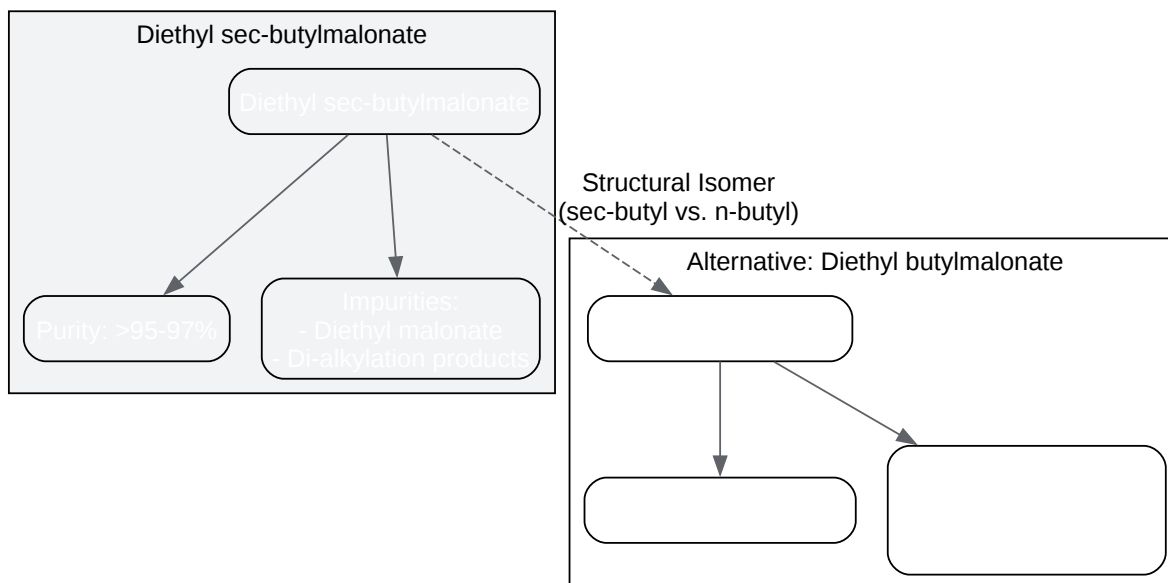 Diethyl sec-butylmalonate
Diethyl sec-butylmalonate
Structural Isomer
(sec-butyl vs. n-butyl)
Alternative: Diethyl butylmalonate
Purity: >95-97%
Impurities:
- Diethyl malonate
- Di-alkylation products